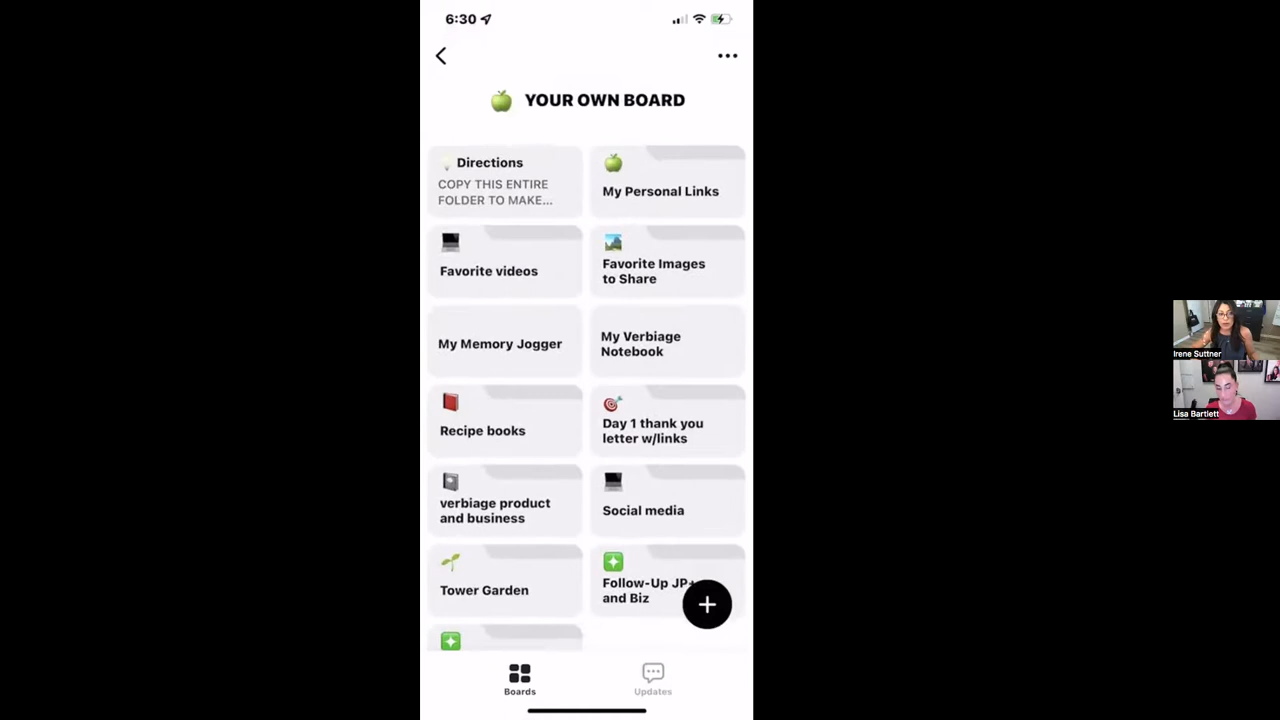 6:30
YOUR OWN BOARD
Directions
COPY THIS ENTIRE
FOLDER TO MAKE...
My Personal Links
Favorite videos
Favorite Images
to Share
My Memory Jogger
My Verbiage
Notebook
Recipe books
Day 1 thank you
letter w/links
verbiage product
and business
Social media
Tower Garden
Follow-Up JP+
and Biz
Boards
Updates
Irene Suttner
Lisa Bartlett